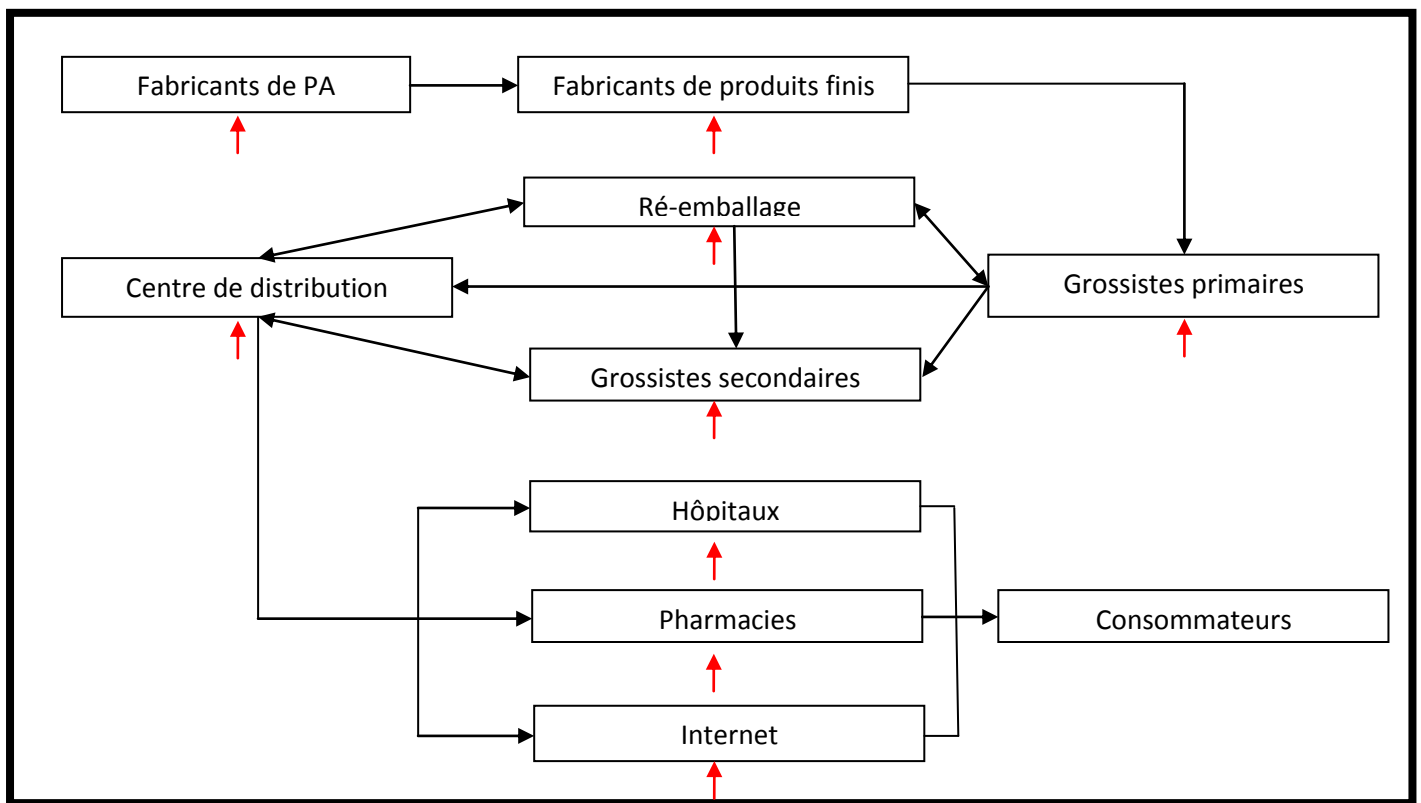 Fabricants de PA
Fabricants de produits finis
Ré-emballage
Centre de distribution
Grossistes primaires
Grossistes secondaires
Hôpitaux
Pharmacies
Consommateurs
Internet